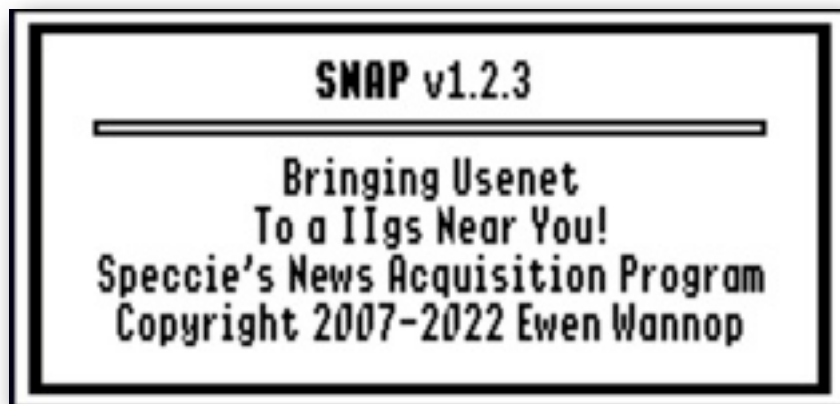 SNAP v1.2.3
Bringing Usenet
To a IIgs Near You!
Speccie's News Acquisition Program
Copyright 2007-2022 Ewen Wannop